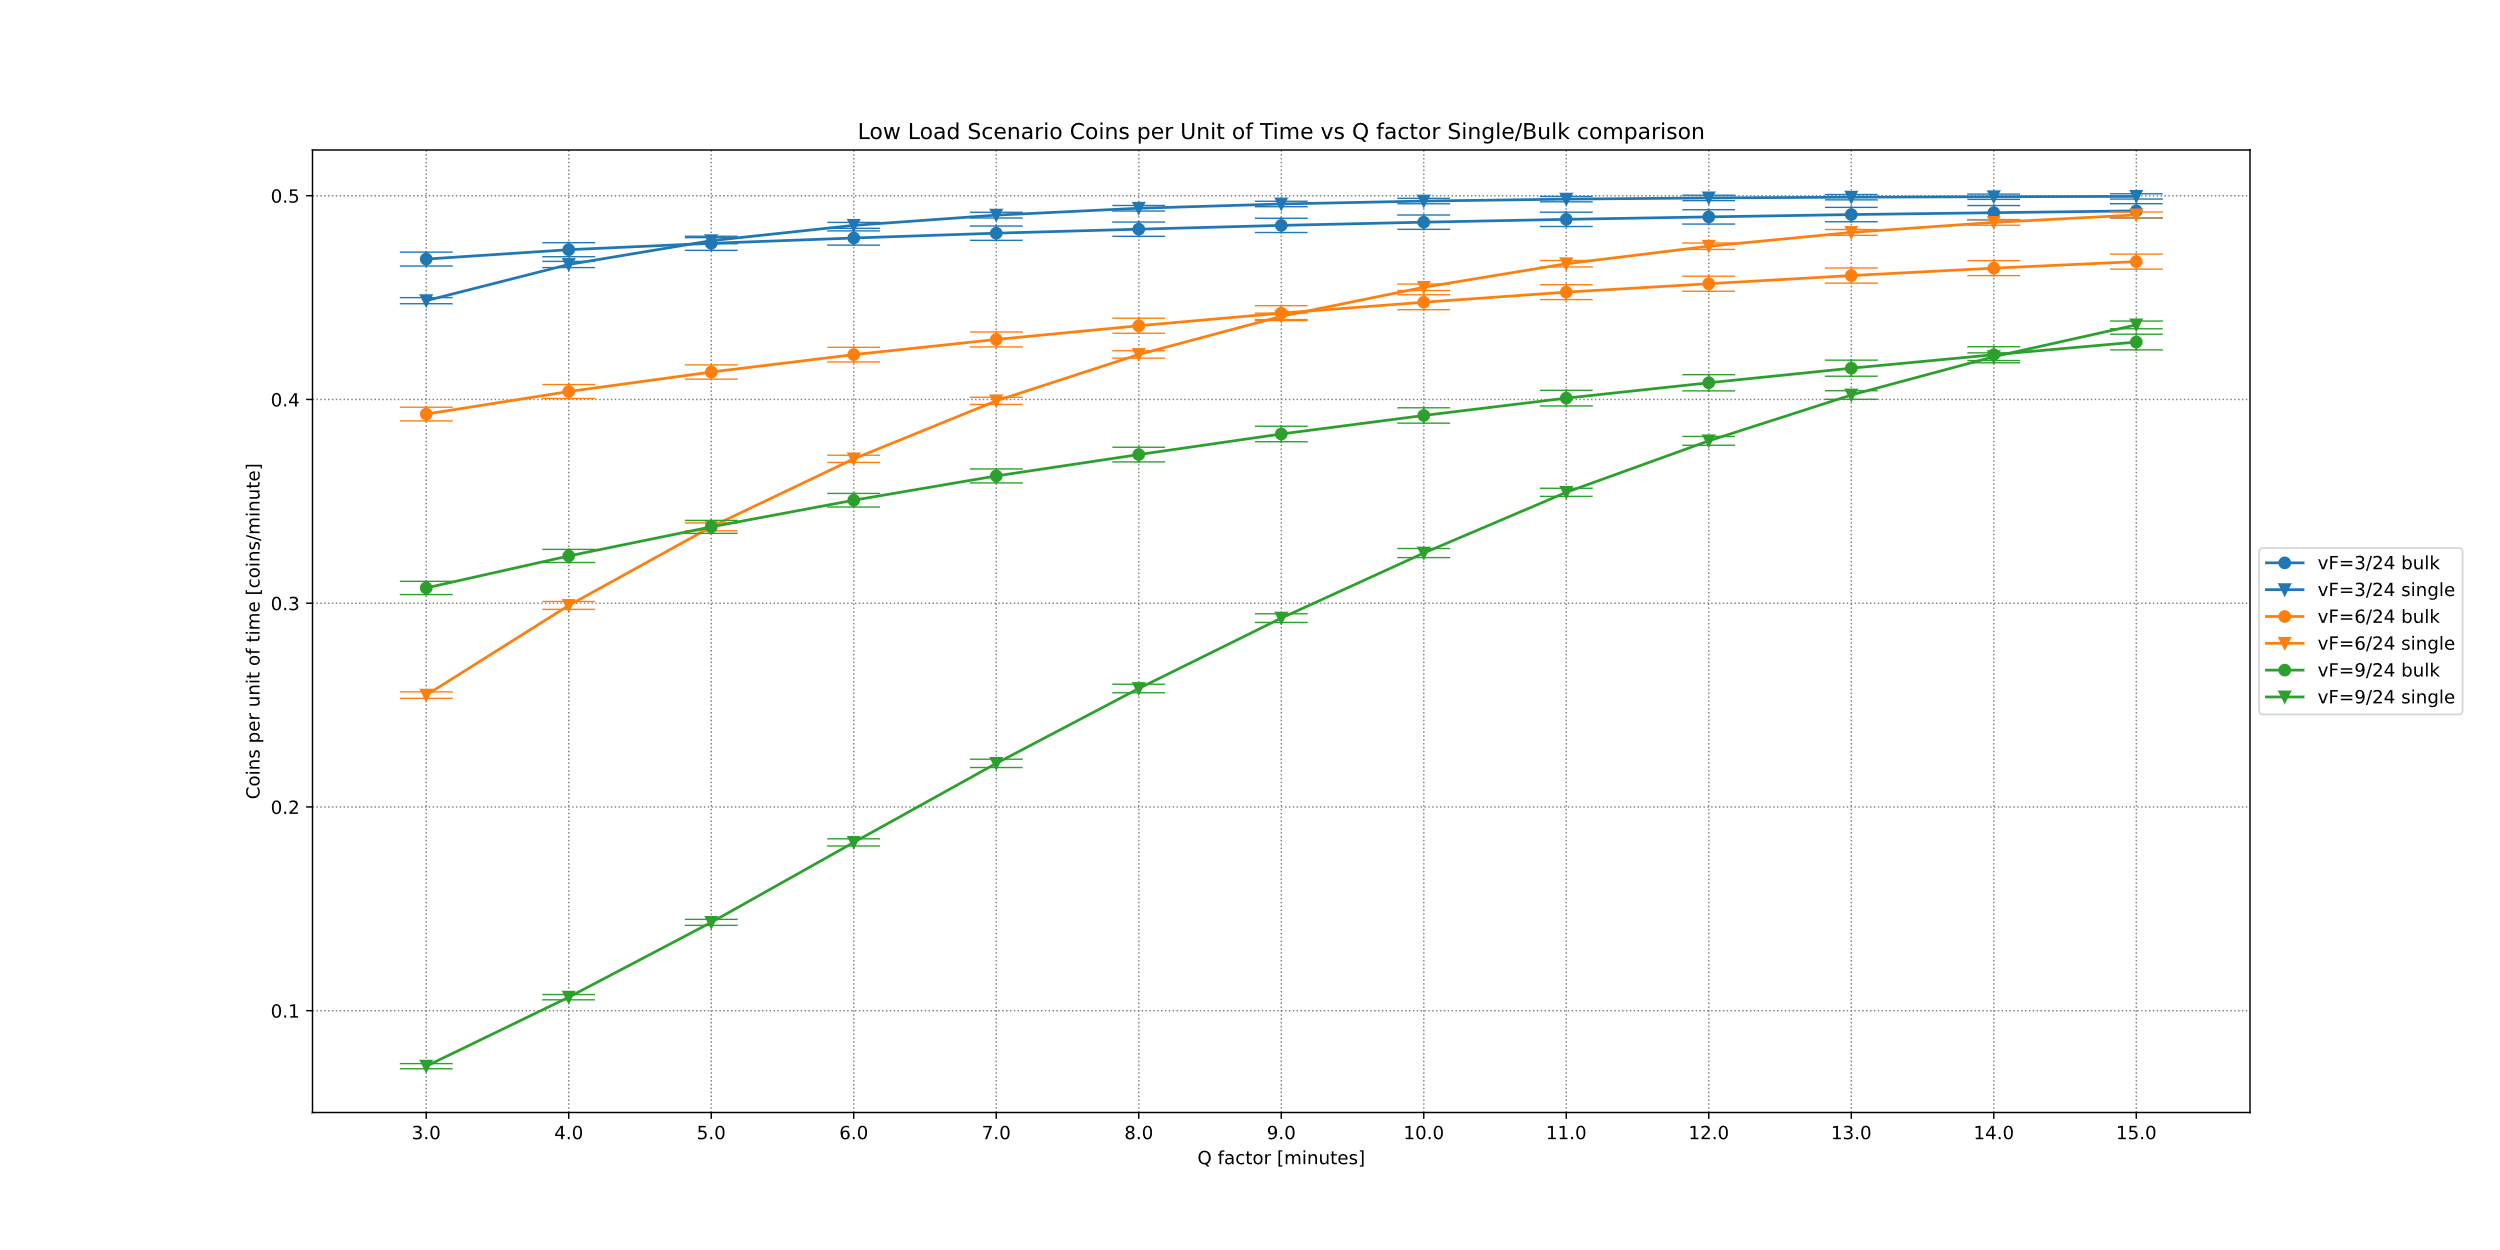 Low Load Scenario Coins per Unit of Time vs Q factor Single/Bulk comparison
Coins per unit of time [coins/minute]
0.5
0.4
0.3
0.2
0.1
3.0 4.0 5.0 6.0 7.0 8.0 9.0 10.0 11.0 12.0 13.0 14.0 15.0
Q factor [minutes]
vF=3/24 bulk
vF=3/24 single
vF=6/24 bulk
vF=6/24 single
vF=9/24 bulk
vF=9/24 single